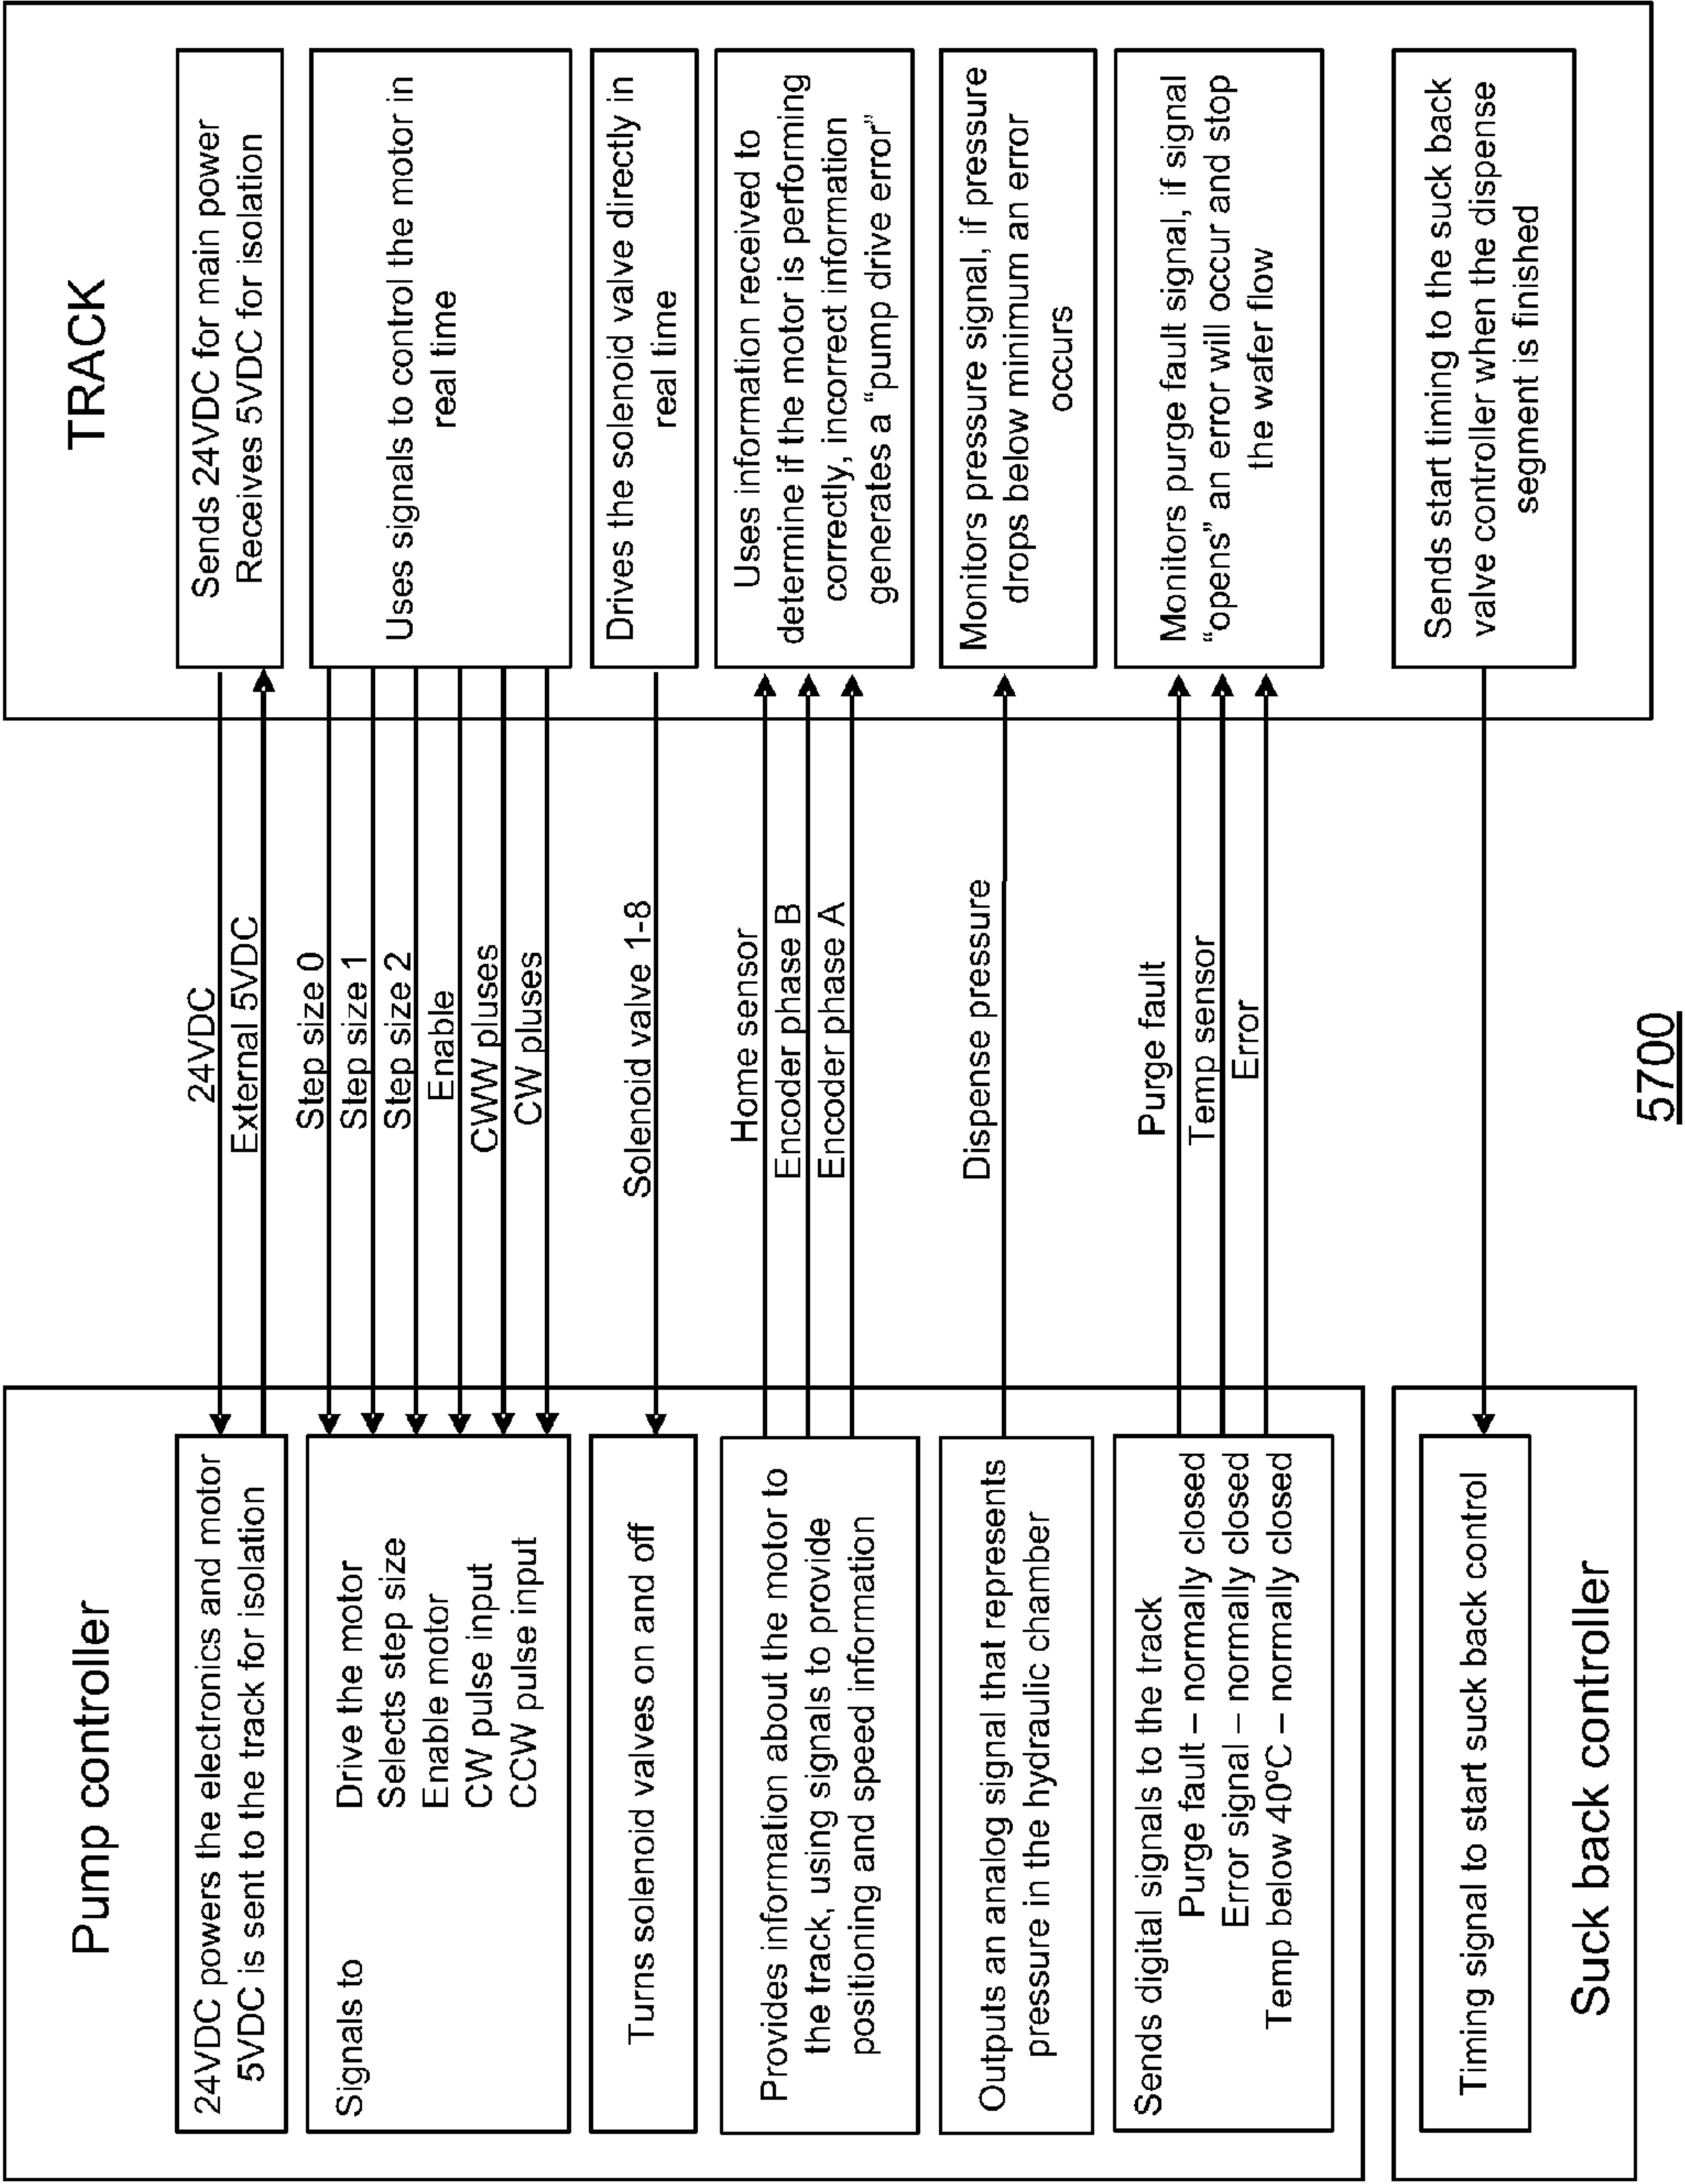 Pump controller
24VDC powers the electronics and motor
5VDC is sent to the track for isolation
Signals to
Drive the motor
Selects step size
Enable motor
CW pulse input
CCW pulse input
Turns solenoid valves on and off
Provides information about the motor to
the track, using signals to provide
positioning and speed information
Outputs an analog signal that represents
pressure in the hydraulic chamber
Sends digital signals to the track
Purge fault – normally closed
Error signal – normally closed
Temp below 40ºC – normally closed
Timing signal to start suck back control
Suck back controller
24VDC
External 5VDC
Step size 0
Step size 1
Step size 2
Enable
CWW pluses
CW pluses
Solenoid valve 1-8
Home sensor
Encoder phase B
Encoder phase A
Dispense pressure
Purge fault
Temp sensor
Error
TRACK
Sends 24VDC for main power
Receives 5VDC for isolation
Uses signals to control the motor in
real time
Drives the solenoid valve directly in
real time
Uses information received to
determine if the motor is performing
correctly, incorrect information
generates a “pump drive error”
Monitors pressure signal, if pressure
drops below minimum an error
occurs
Monitors purge fault signal, if signal
“opens” an error will occur and stop
the wafer flow
Sends start timing to the suck back
valve controller when the dispense
segment is finished
5700